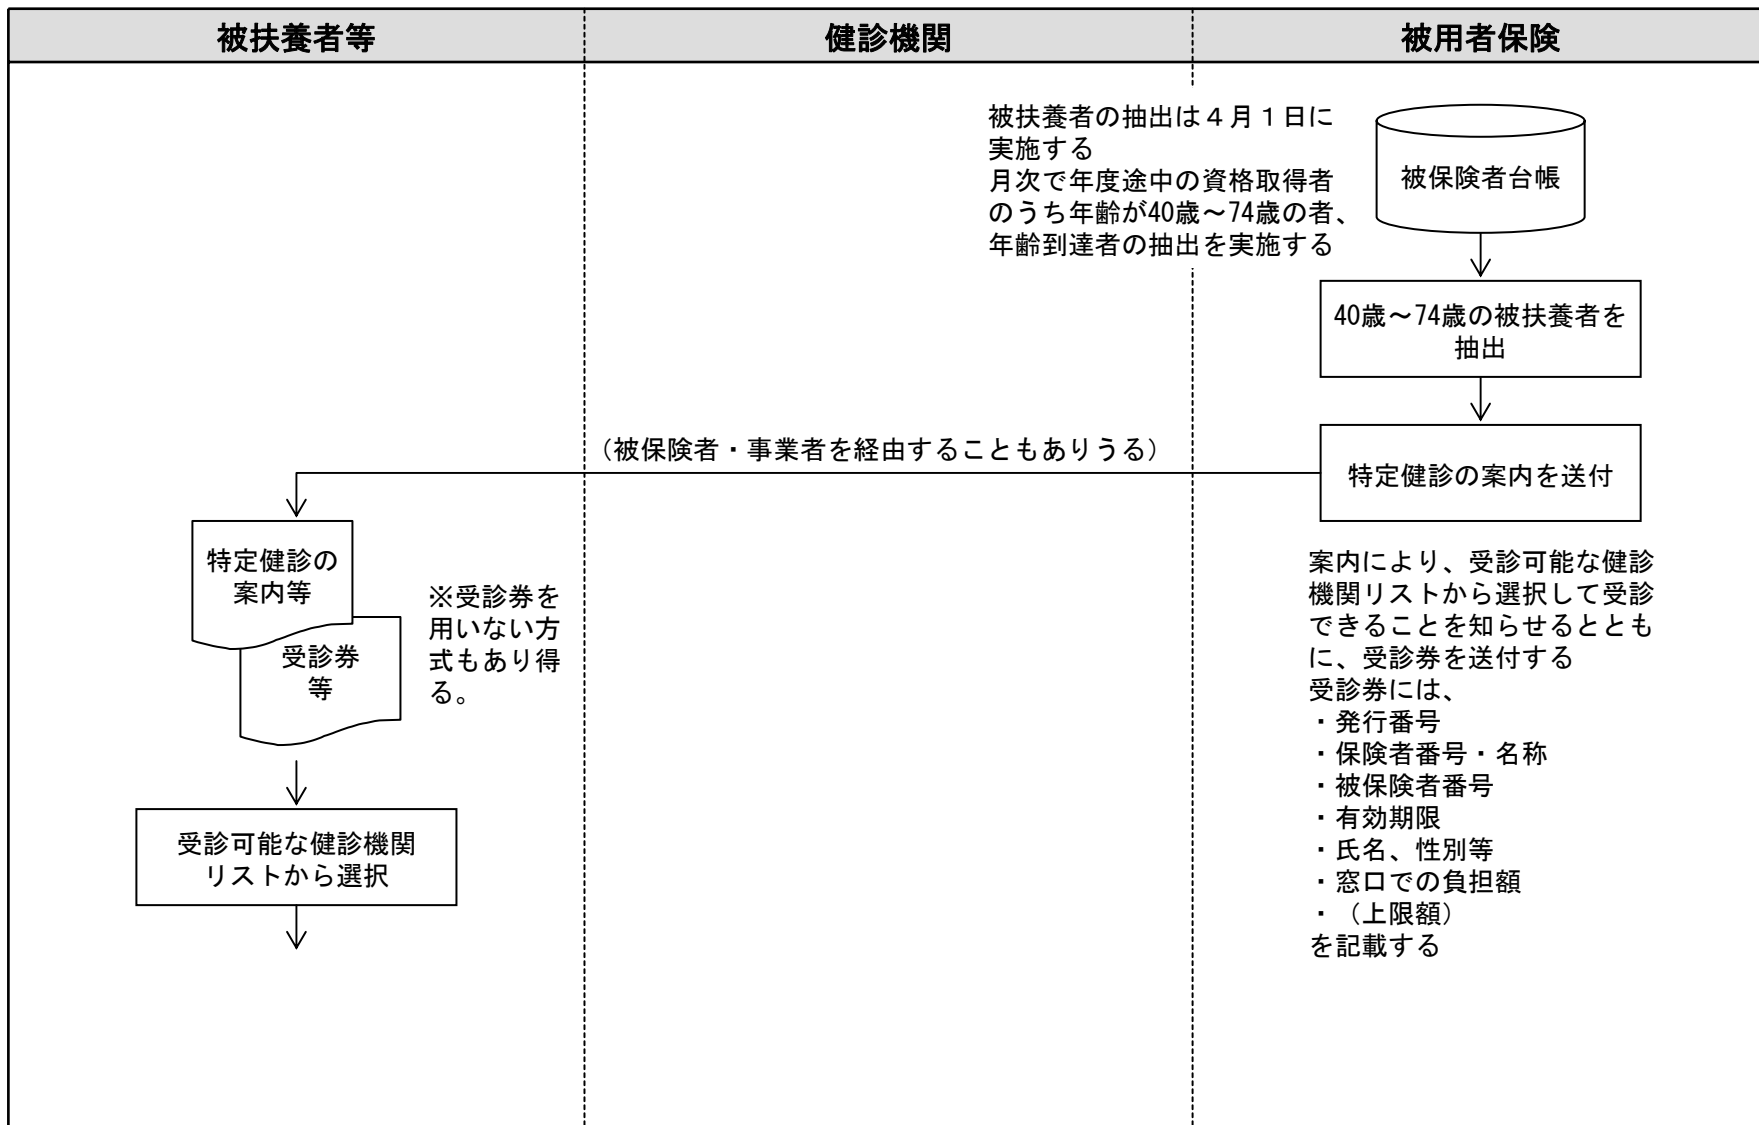 被扶養者等
健診機関
被用者保険
被扶養者の抽出は４月１日に
実施する
月次で年度途中の資格取得者
のうち年齢が40歳～74歳の者、
年齢到達者の抽出を実施する
被保険者台帳
40歳～74歳の被扶養者を
抽出
（被保険者・事業者を経由することもありうる）
特定健診の案内を送付
特定健診の
案内等
受診券
等
※受診券を
用いない方
式もあり得
る。
案内により、受診可能な健診
機関リストから選択して受診
できることを知らせるととも
に、受診券を送付する
受診券には、
・発行番号
・保険者番号・名称
・被保険者番号
・有効期限
・氏名、性別等
・窓口での負担額
・（上限額）
を記載する
受診可能な健診機関
リストから選択